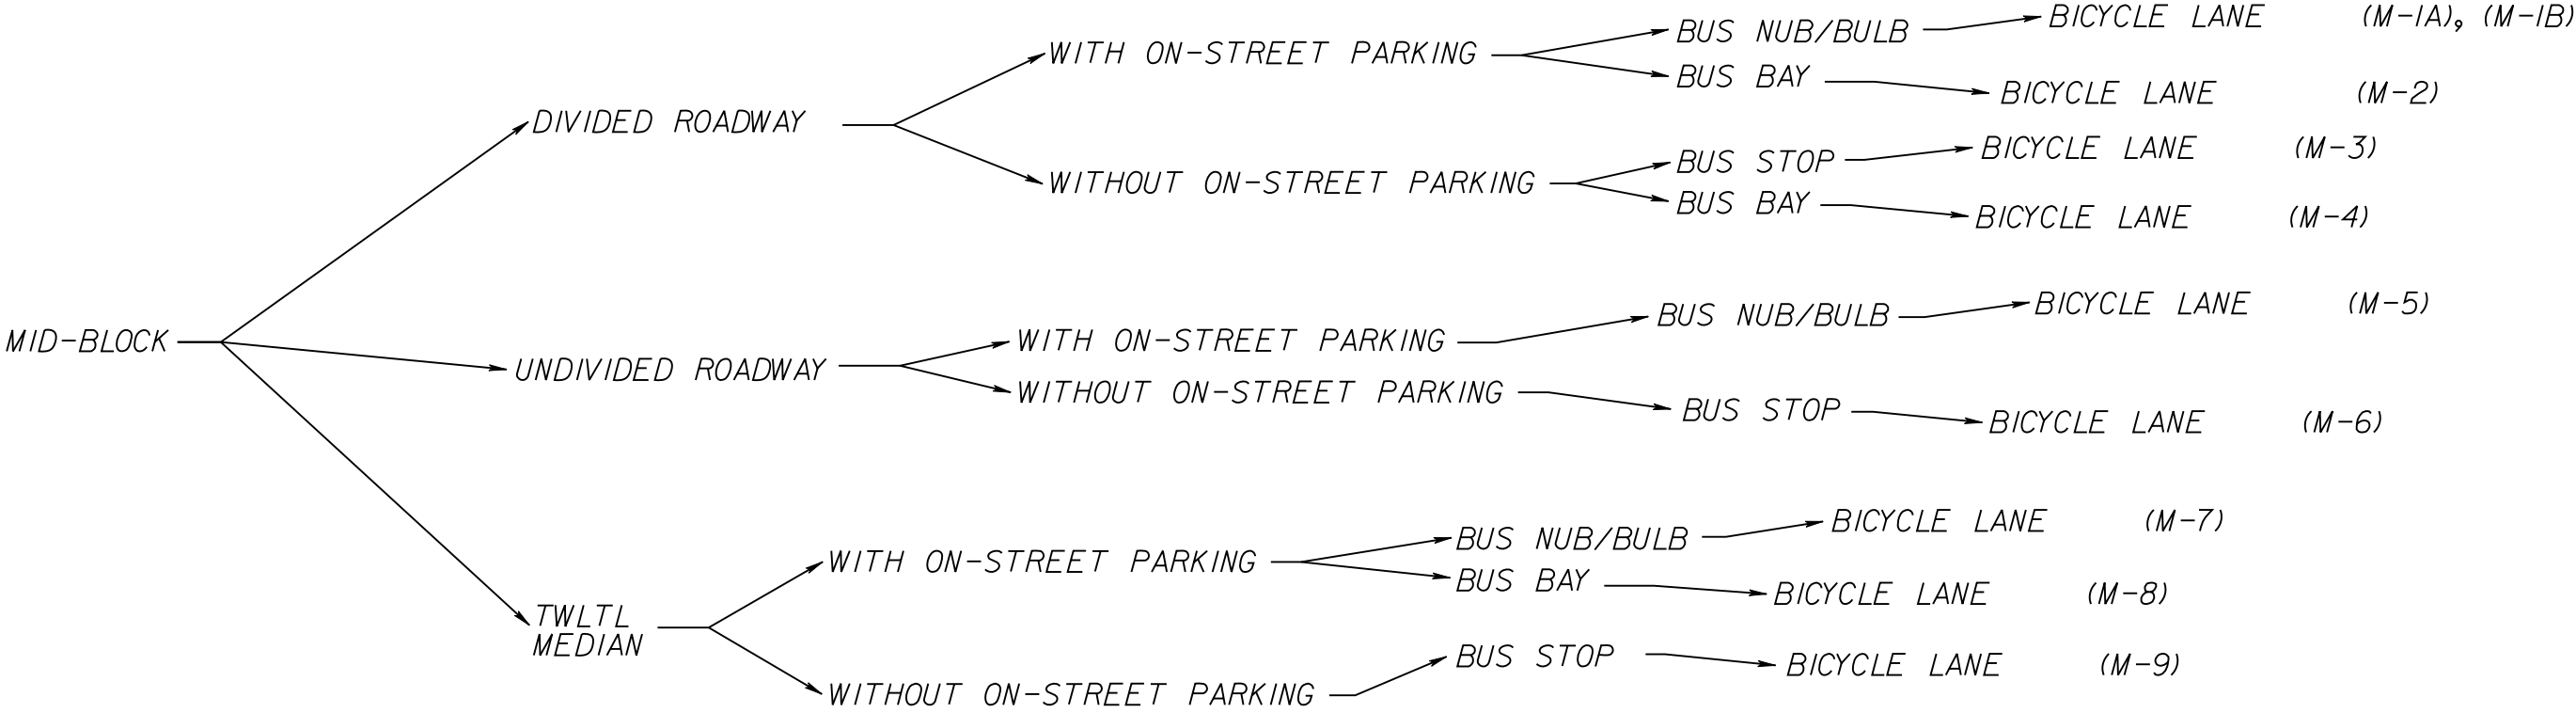 BUS NUB/BULB BICYCLE LANE (M-1A), (M-1B)
WITH ON-STREET PARKING
BUS BAY BICYCLE LANE (M-2)
DIVIDED ROADWAY
BUS STOP BICYCLE LANE (M-3)
WITHOUT ON-STREET PARKING
BUS BAY BICYCLE LANE (M-4)
BUS NUB/BULB BICYCLE LANE (M-5)
MID-BLOCK WITH ON-STREET PARKING
UNDIVIDED ROADWAY
WITHOUT ON-STREET PARKING
BUS STOP BICYCLE LANE (M-6)
BUS NUB/BULB BICYCLE LANE (M-7)
WITH ON-STREET PARKING
BUS BAY BICYCLE LANE (M-8)
TWLTL
MEDIAN
BUS STOP BICYCLE LANE (M-9)
WITHOUT ON-STREET PARKING